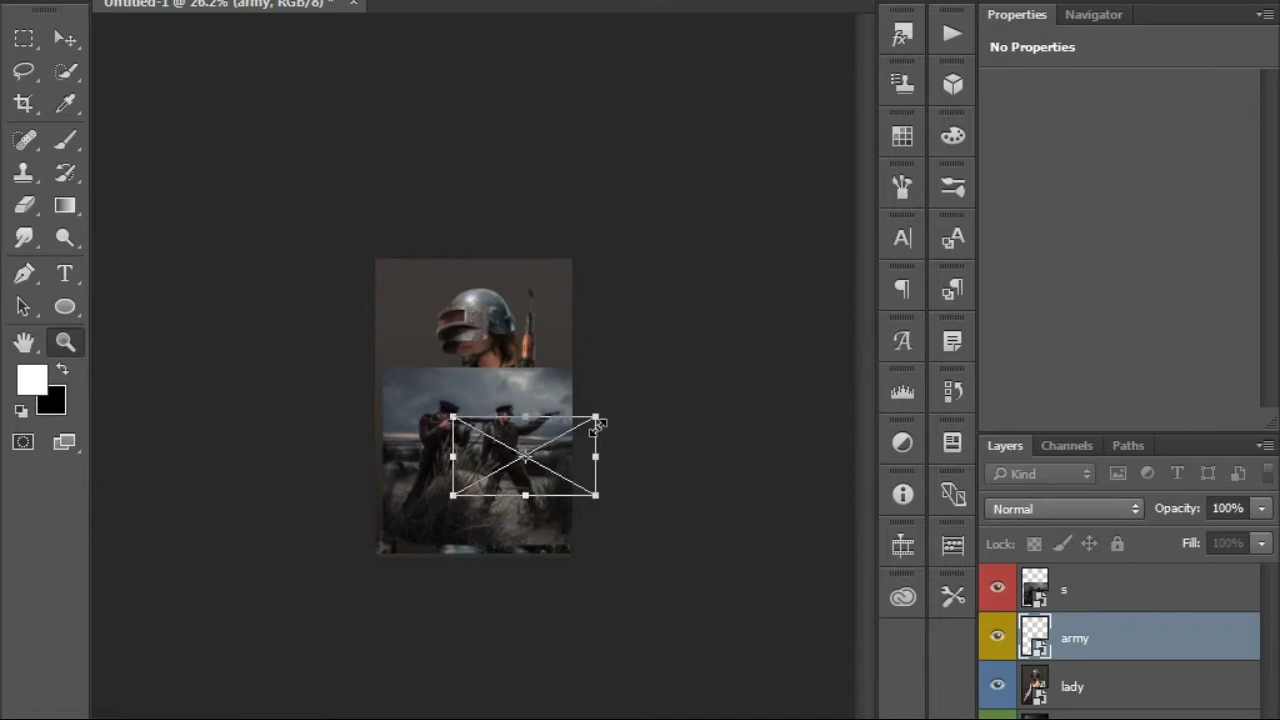 Untitled-1 @ 26.2% (army, RGB/8) *
Properties
Navigator
No Properties
Layers
Channels
Paths
Kind
Normal
Opacity: 100%
Lock:
Fill: 100%
s
army
lady